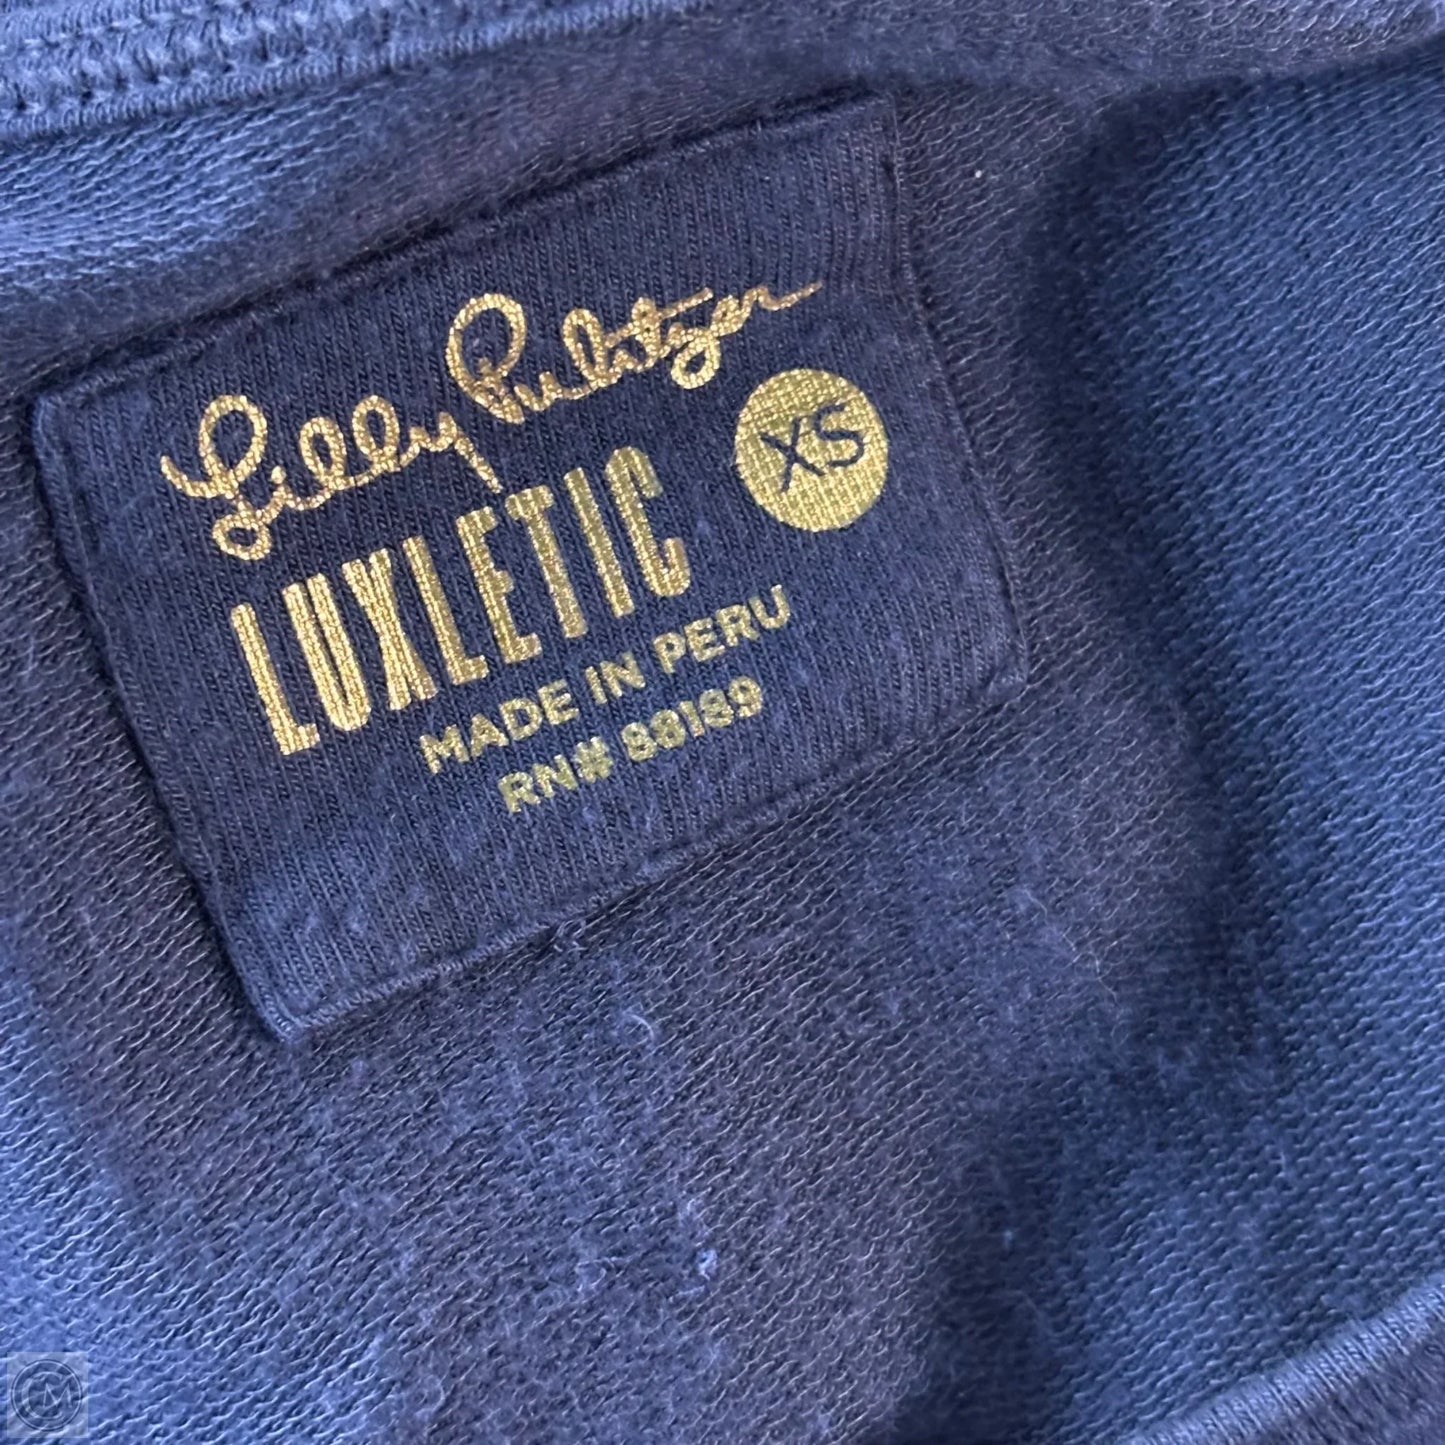 Lilly Pulitzer
XS
LUXLETIC
MADE IN PERU
RN# 88189